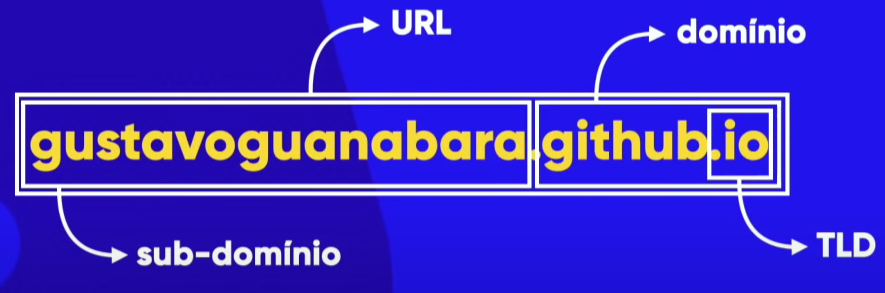 URL
domínio
gustavoguanabara.github.io
sub-domínio
TLD